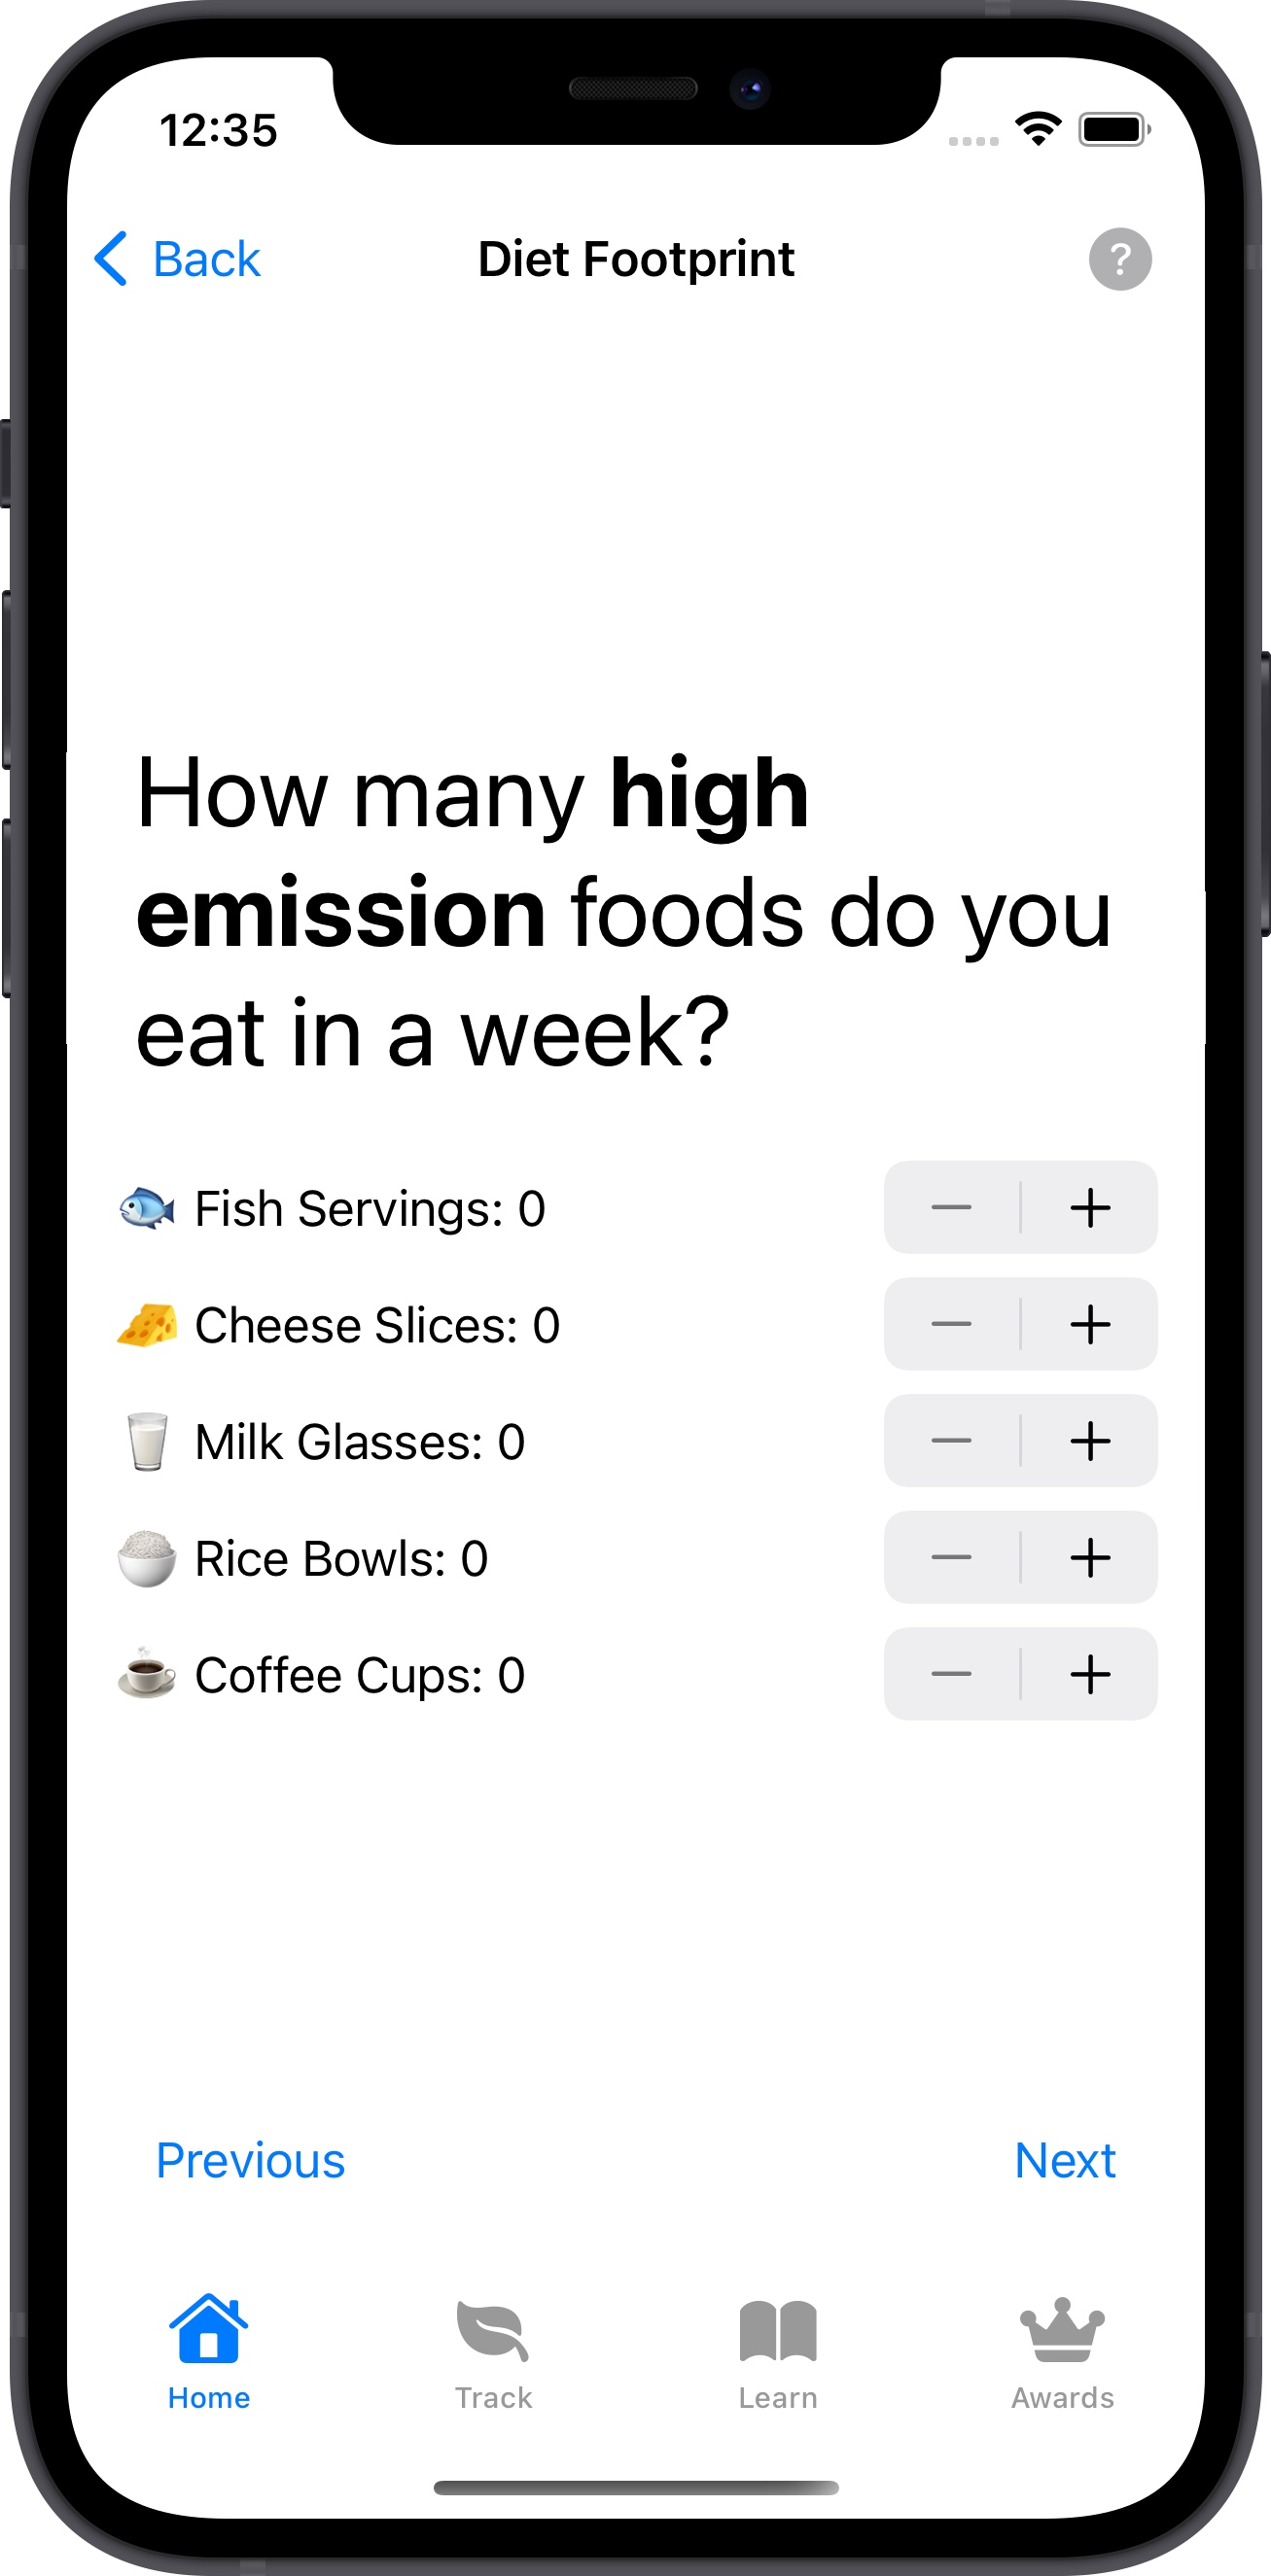 12:35
Back
Diet Footprint
?
How many high
emission foods do you
eat in a week?
Fish Servings: 0
Cheese Slices: 0
Milk Glasses: 0
Rice Bowls: 0
Coffee Cups: 0
Previous
Next
Home
Track
Learn
Awards